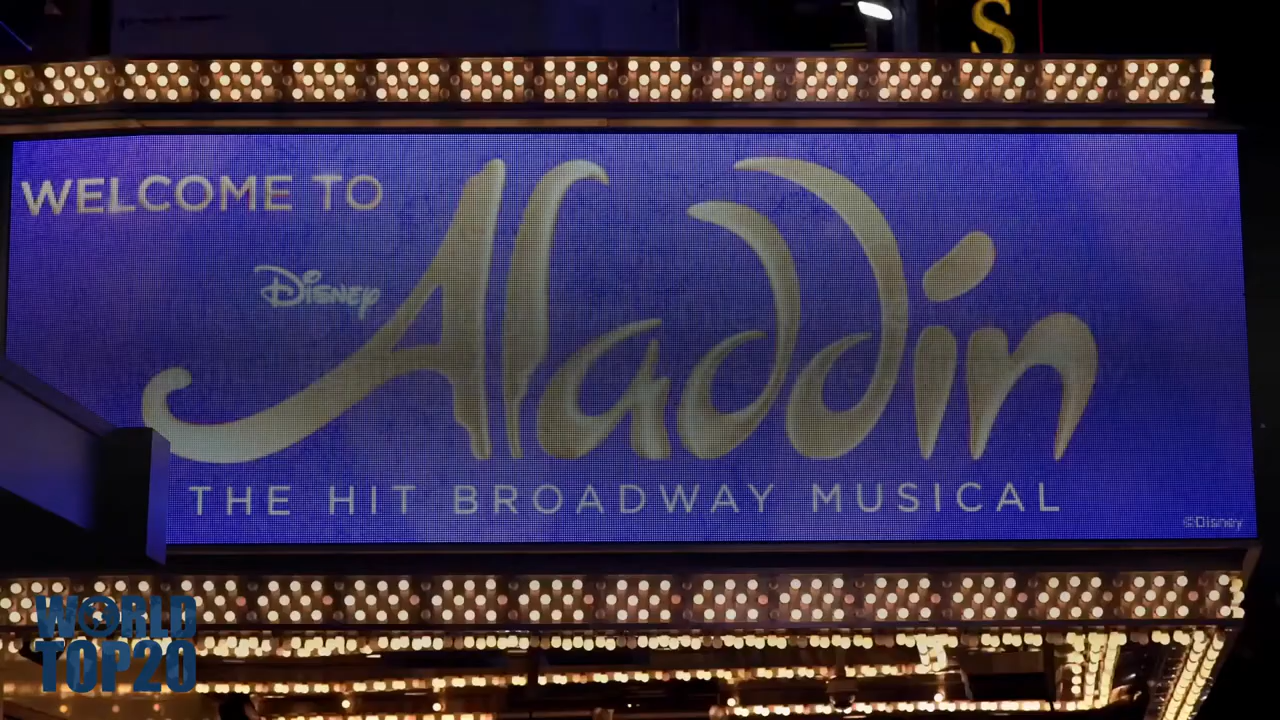 S
WELCOME TO
Disney
Aladdin
THE HIT BROADWAY MUSICAL
©Disney
WORLD
TOP20